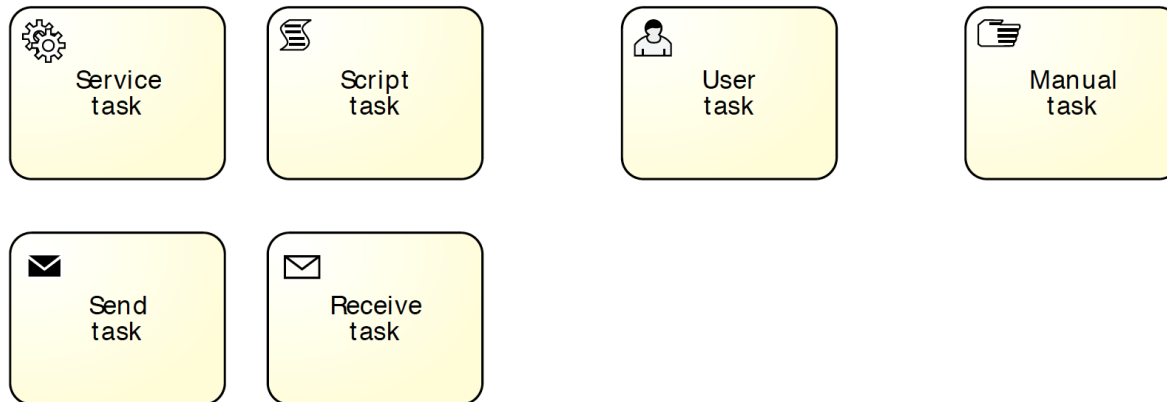 Service
task
Script
task
User
task
Manual
task
Send
task
Receive
task